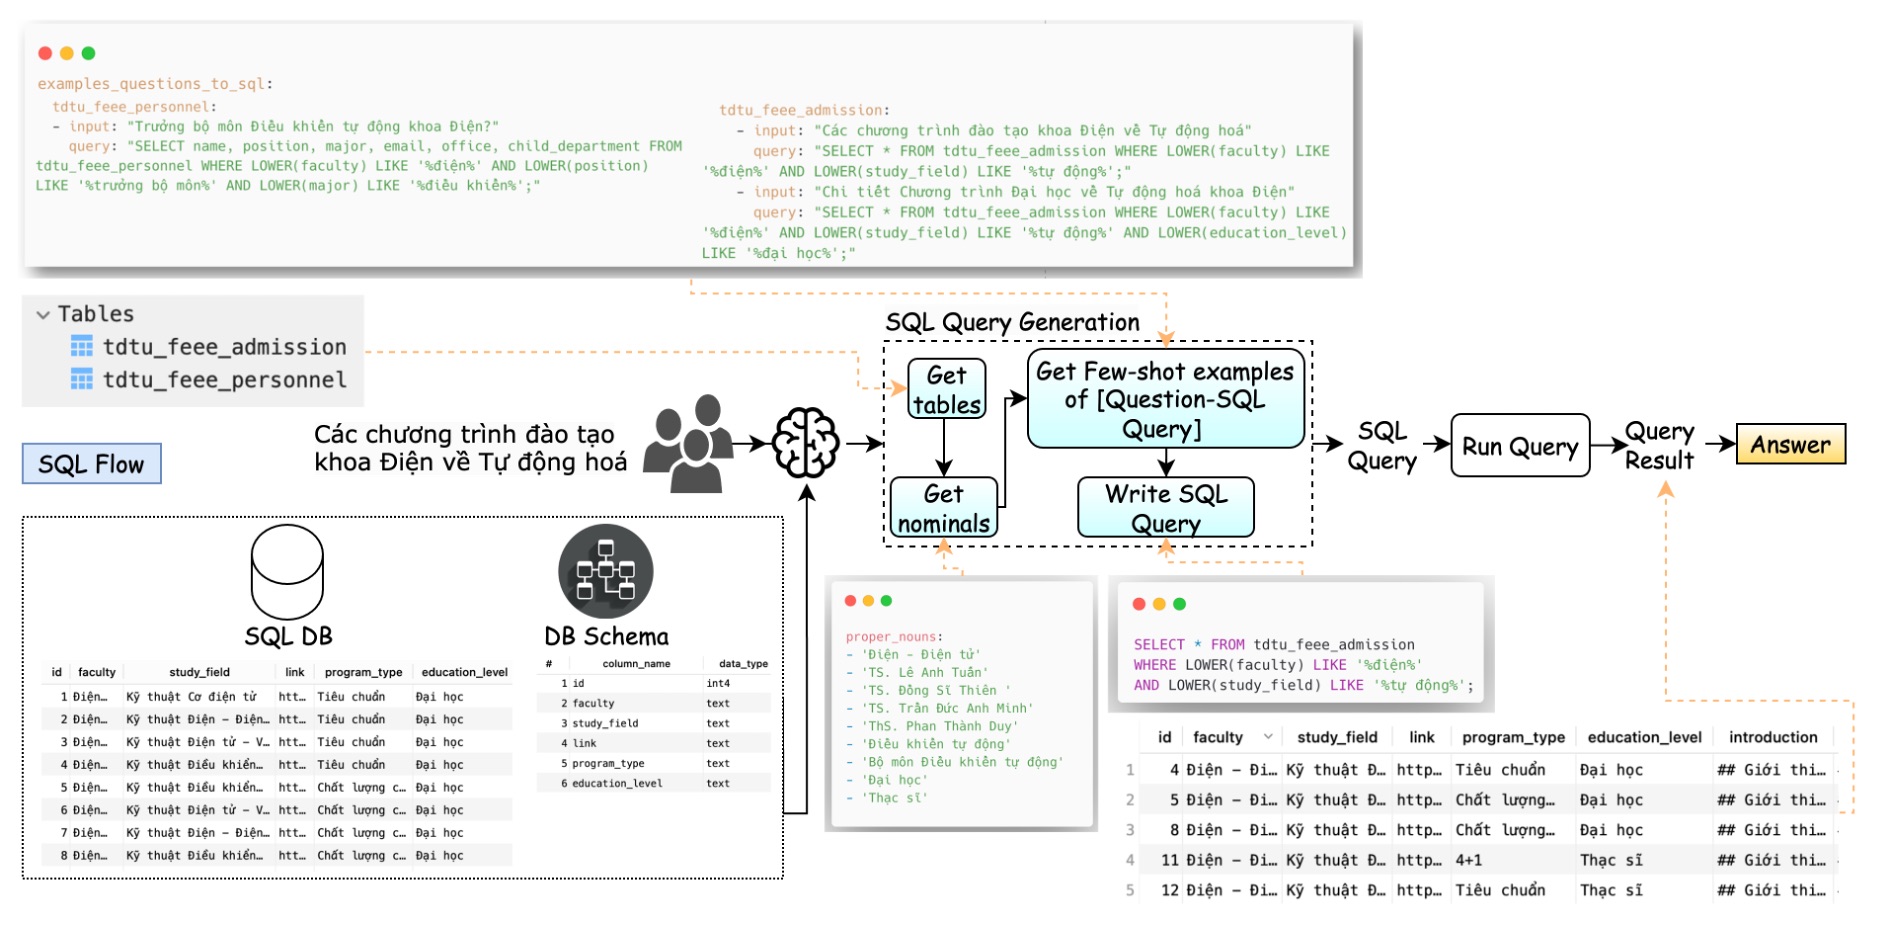 examples_questions_to_sql:
tdtu_feee_personnel:
- input: "Trưởng bộ môn Điều khiển tự động khoa Điện?"
query: "SELECT name, position, major, email, office, child_department FROM
tdtu_feee_personnel WHERE LOWER(faculty) LIKE '%điện%' AND LOWER(position)
LIKE '%trưởng bộ môn%' AND LOWER(major) LIKE '%điều khiển%';"
tdtu_feee_admission:
- input: "Các chương trình đào tạo khoa Điện về Tự động hoá"
query: "SELECT * FROM tdtu_feee_admission WHERE LOWER(faculty) LIKE
'%điện%' AND LOWER(study_field) LIKE '%tự động%';"
- input: "Chi tiết Chương trình Đại học về Tự động hoá khoa Điện"
query: "SELECT * FROM tdtu_feee_admission WHERE LOWER(faculty) LIKE
'%điện%' AND LOWER(study_field) LIKE '%tự động%' AND LOWER(education_level)
LIKE '%đại học%';"
Tables
tdtu_feee_admission
tdtu_feee_personnel
SQL Flow
Các chương trình đào tạo
khoa Điện về Tự động hoá
SQL Query Generation
Get
tables
Get
nominals
Get Few-shot examples
of [Question-SQL
Query]
Write SQL
Query
SQL
Query
Run Query
Query
Result
Answer
SQL DB
id faculty study_field link program_type education_level
1 Điện… Kỹ thuật Cơ điện tử htt… Tiêu chuẩn Đại học
2 Điện… Kỹ thuật Điện – Điện… htt… Tiêu chuẩn Đại học
3 Điện… Kỹ thuật Điện tử – V… htt… Tiêu chuẩn Đại học
4 Điện… Kỹ thuật Điều khiển… htt… Tiêu chuẩn Đại học
5 Điện… Kỹ thuật Điều khiển… htt… Chất lượng c… Đại học
6 Điện… Kỹ thuật Điện tử – V… htt… Chất lượng c… Đại học
7 Điện… Kỹ thuật Điện – Điện… htt… Chất lượng c… Đại học
8 Điện… Kỹ thuật Điều khiển… htt… Chất lượng c… Đại học
DB Schema
# column_name data_type
1 id int4
2 faculty text
3 study_field text
4 link text
5 program_type text
6 education_level text
proper_nouns:
- 'Điện - Điện tử'
- 'TS. Lê Anh Tuấn'
- 'TS. Đồng Sĩ Thiên '
- 'TS. Trần Đức Anh Minh'
- 'ThS. Phan Thành Duy'
- 'Điều khiển tự động'
- 'Bộ môn Điều khiển tự động'
- 'Đại học'
- 'Thạc sĩ'
SELECT * FROM tdtu_feee_admission
WHERE LOWER(faculty) LIKE '%điện%'
AND LOWER(study_field) LIKE '%tự động%';
id faculty study_field link program_type education_level introduction
1 4 Điện – Đi… Kỹ thuật Đ… http… Tiêu chuẩn Đại học ## Giới thi…
2 5 Điện – Đi… Kỹ thuật Đ… http… Chất lượng… Đại học ## Giới thi…
3 8 Điện – Đi… Kỹ thuật Đ… http… Chất lượng… Đại học ## Giới thi…
4 11 Điện – Đi… Kỹ thuật Đ… http… 4+1 Thạc sĩ ## Giới thi…
5 12 Điện – Đi… Kỹ thuật Đ… http… Tiêu chuẩn Thạc sĩ ## Giới thi…